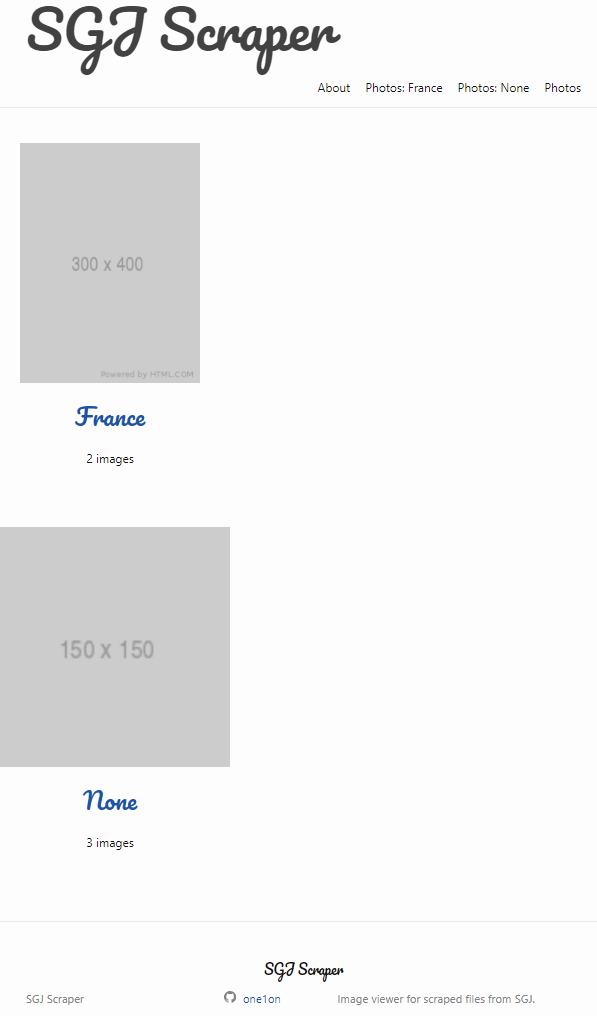 SGJ Scraper
About Photos: France Photos: None Photos
300 x 400
Powered by HTML.COM
France
2 images
150 x 150
None
3 images
SGJ Scraper
SGJ Scraper one1on Image viewer for scraped files from SGJ.